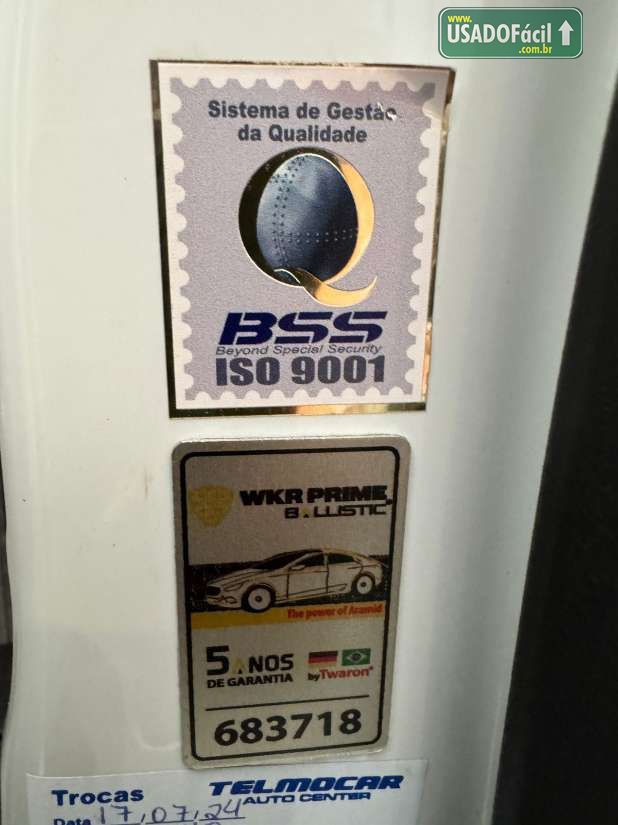 www.
USADOFácil
.com.br
Sistema de Gestão
da Qualidade
BSS
Beyond Special Security
ISO 9001
WKR PRIME
BALLISTIC
The power of Aramid
5 ANOS
DE GARANTIA
by Twaron®
683718
Trocas
TELMOCAR
AUTO CENTER
Data 17,07,24